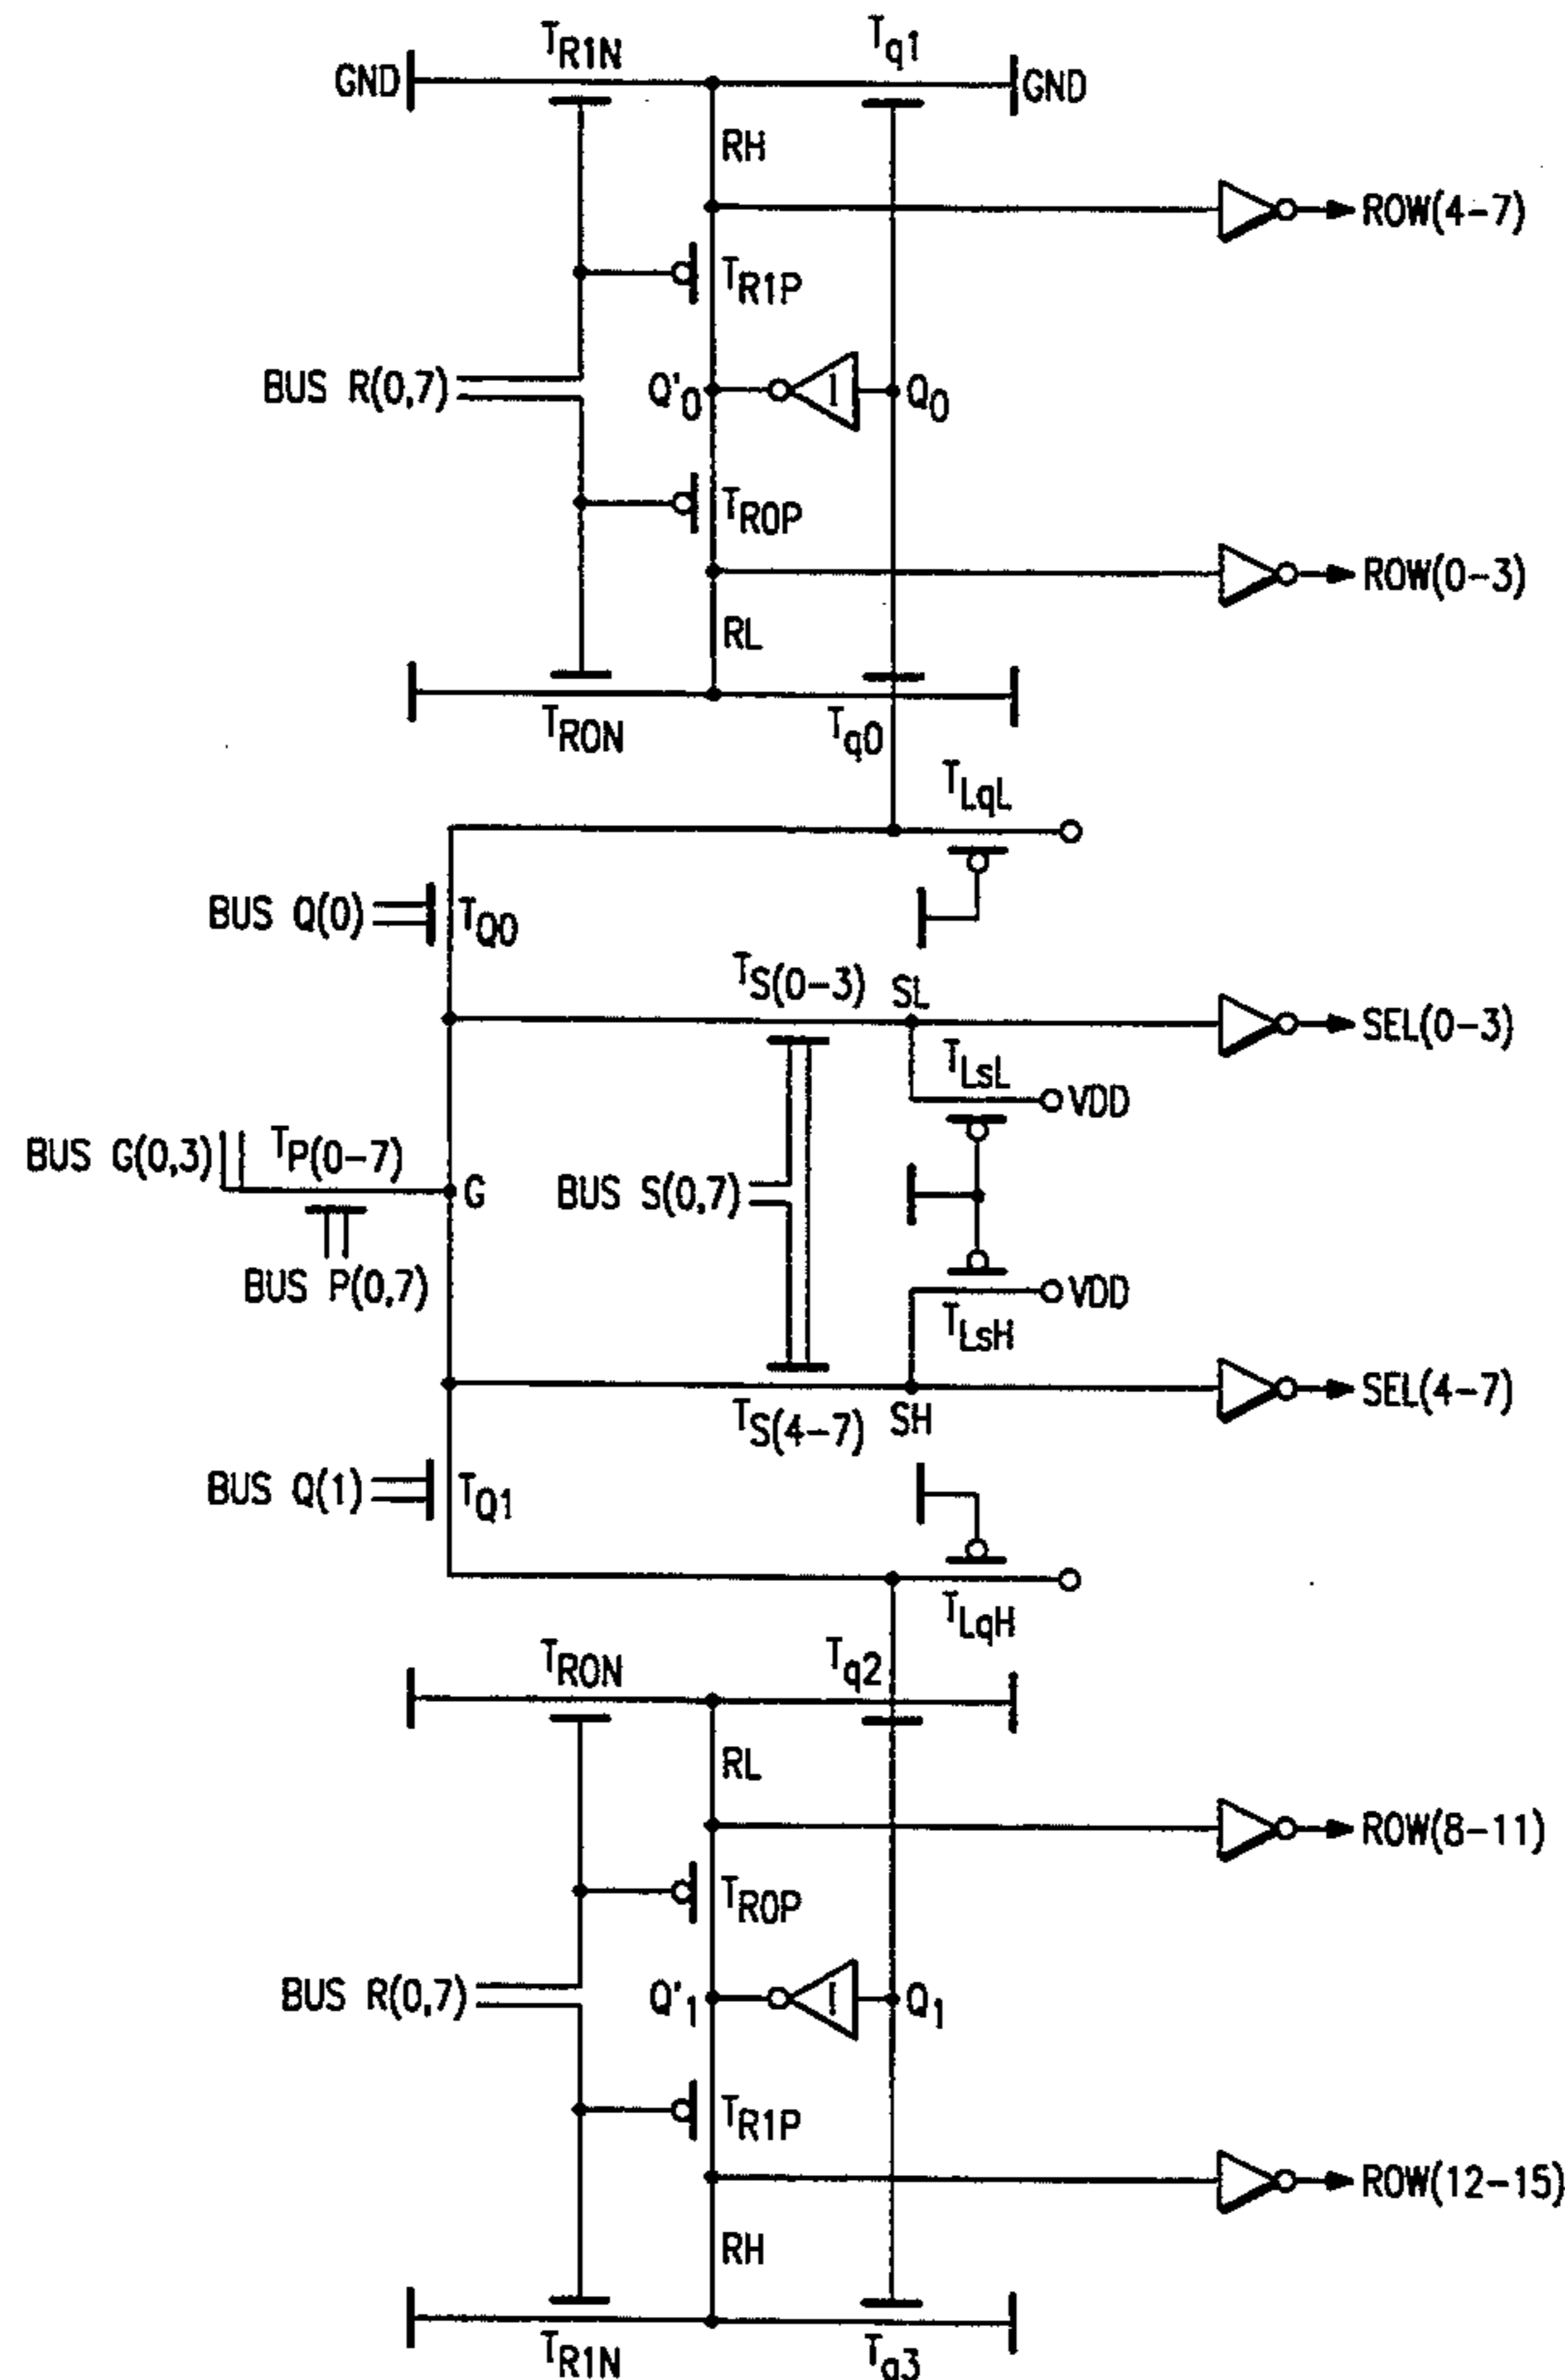 T_R1N
T_q1
GND
GND
RH
ROW(4-7)
T_R1P
BUS R(0,7)
Q'_0
1
Q_0
T_R0P
ROW(0-3)
RL
T_R0N
T_q0
T_LqL
BUS Q(0)
T_Q0
T_S(0-3)
SL
SEL(0-3)
T_LsL
VDD
BUS G(0,3)
T_P(0-7)
G
BUS S(0,7)
BUS P(0,7)
VDD
T_LsH
SEL(4-7)
T_S(4-7)
SH
BUS Q(1)
T_Q1
T_LqH
T_R0N
T_q2
RL
ROW(8-11)
T_R0P
BUS R(0,7)
Q'_1
I
Q_1
T_R1P
ROW(12-15)
RH
T_R1N
T_q3